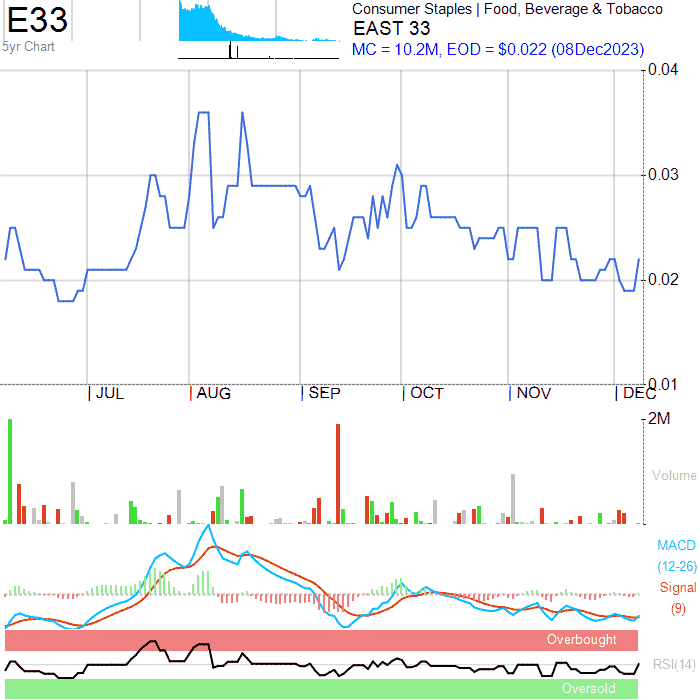 E33
5yr Chart
Consumer Staples | Food, Beverage & Tobacco
EAST 33
MC = 10.2M, EOD = $0.022 (08Dec2023)
0.04
0.03
0.02
0.01
JUL AUG SEP OCT NOV DEC
2M
Volume
MACD
(12-26)
Signal
(9)
Overbought
RSI(14)
Oversold